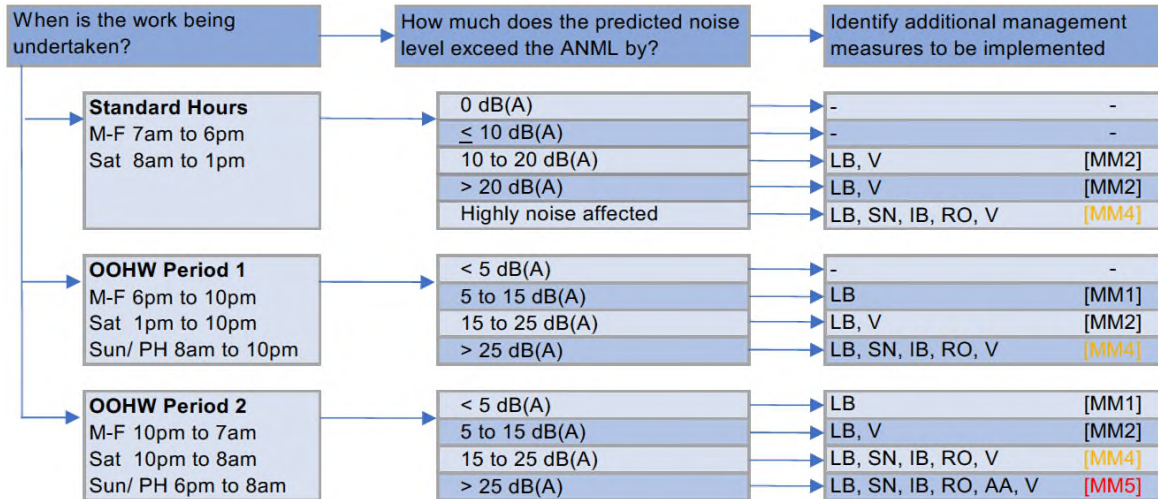 When is the work being
undertaken?
How much does the predicted noise
level exceed the ANML by?
Identify additional management
measures to be implemented
Standard Hours
M-F 7am to 6pm
Sat 8am to 1pm
0 dB(A)
- -
≤ 10 dB(A)
- -
10 to 20 dB(A)
LB, V [MM2]
> 20 dB(A)
LB, V [MM2]
Highly noise affected
LB, SN, IB, RO, V [MM4]
OOHW Period 1
M-F 6pm to 10pm
Sat 1pm to 10pm
Sun/ PH 8am to 10pm
< 5 dB(A)
- -
5 to 15 dB(A)
LB [MM1]
15 to 25 dB(A)
LB, V [MM2]
> 25 dB(A)
LB, SN, IB, RO, V [MM4]
OOHW Period 2
M-F 10pm to 7am
Sat 10pm to 8am
Sun/ PH 6pm to 8am
< 5 dB(A)
LB [MM1]
5 to 15 dB(A)
LB, V [MM2]
15 to 25 dB(A)
LB, SN, IB, RO, V [MM4]
> 25 dB(A)
LB, SN, IB, RO, AA, V [MM5]